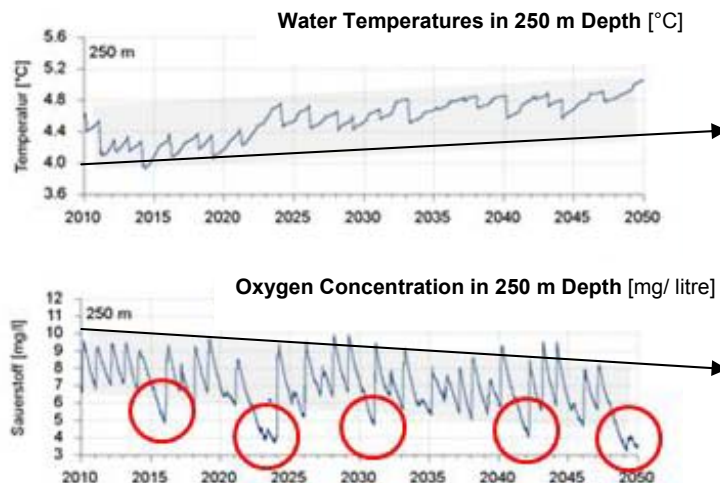 Water Temperatures in 250 m Depth [°C]
5.6
250 m
5.2
4.8
4.4
4.0
3.6
Temperatur [°C]
2010 2015 2020 2025 2030 2035 2040 2045 2050
Oxygen Concentration in 250 m Depth [mg/ litre]
12
250 m
11
10
9
8
7
6
5
4
3
Sauerstoff [mg/l]
2010 2015 2020 2025 2030 2035 2040 2045 2050